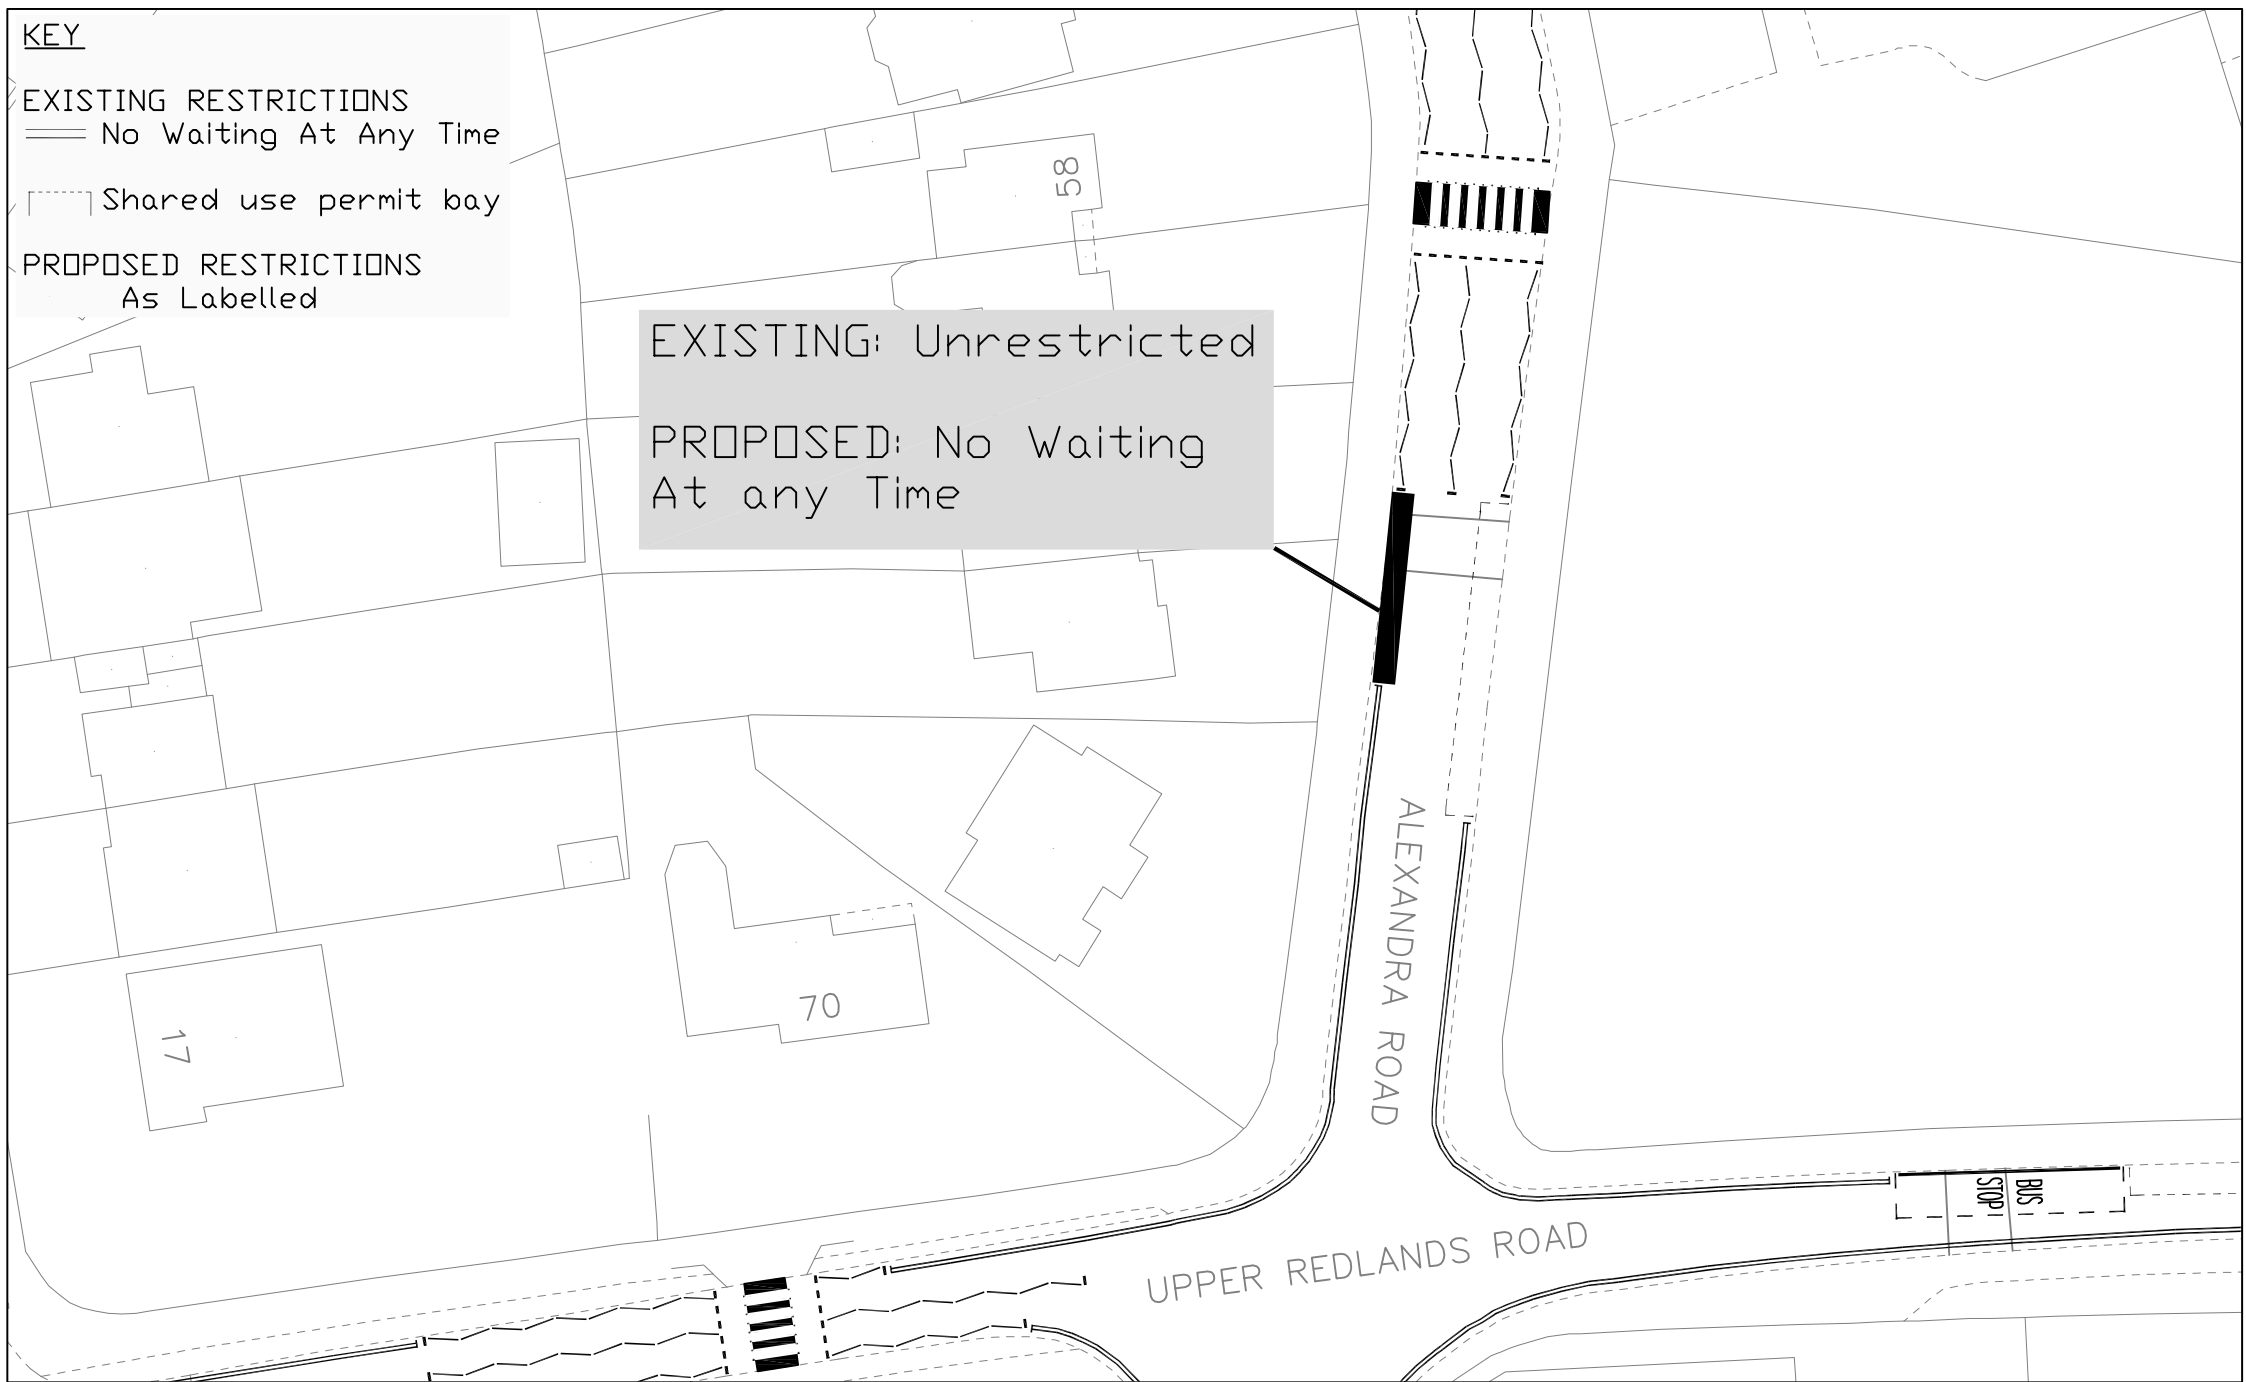 KEY
EXISTING RESTRICTIONS
No Waiting At Any Time
Shared use permit bay
PROPOSED RESTRICTIONS
As Labelled
58
EXISTING: Unrestricted
PROPOSED: No Waiting
At any Time
ALEXANDRA ROAD
70
17
BUS
STOP
UPPER REDLANDS ROAD